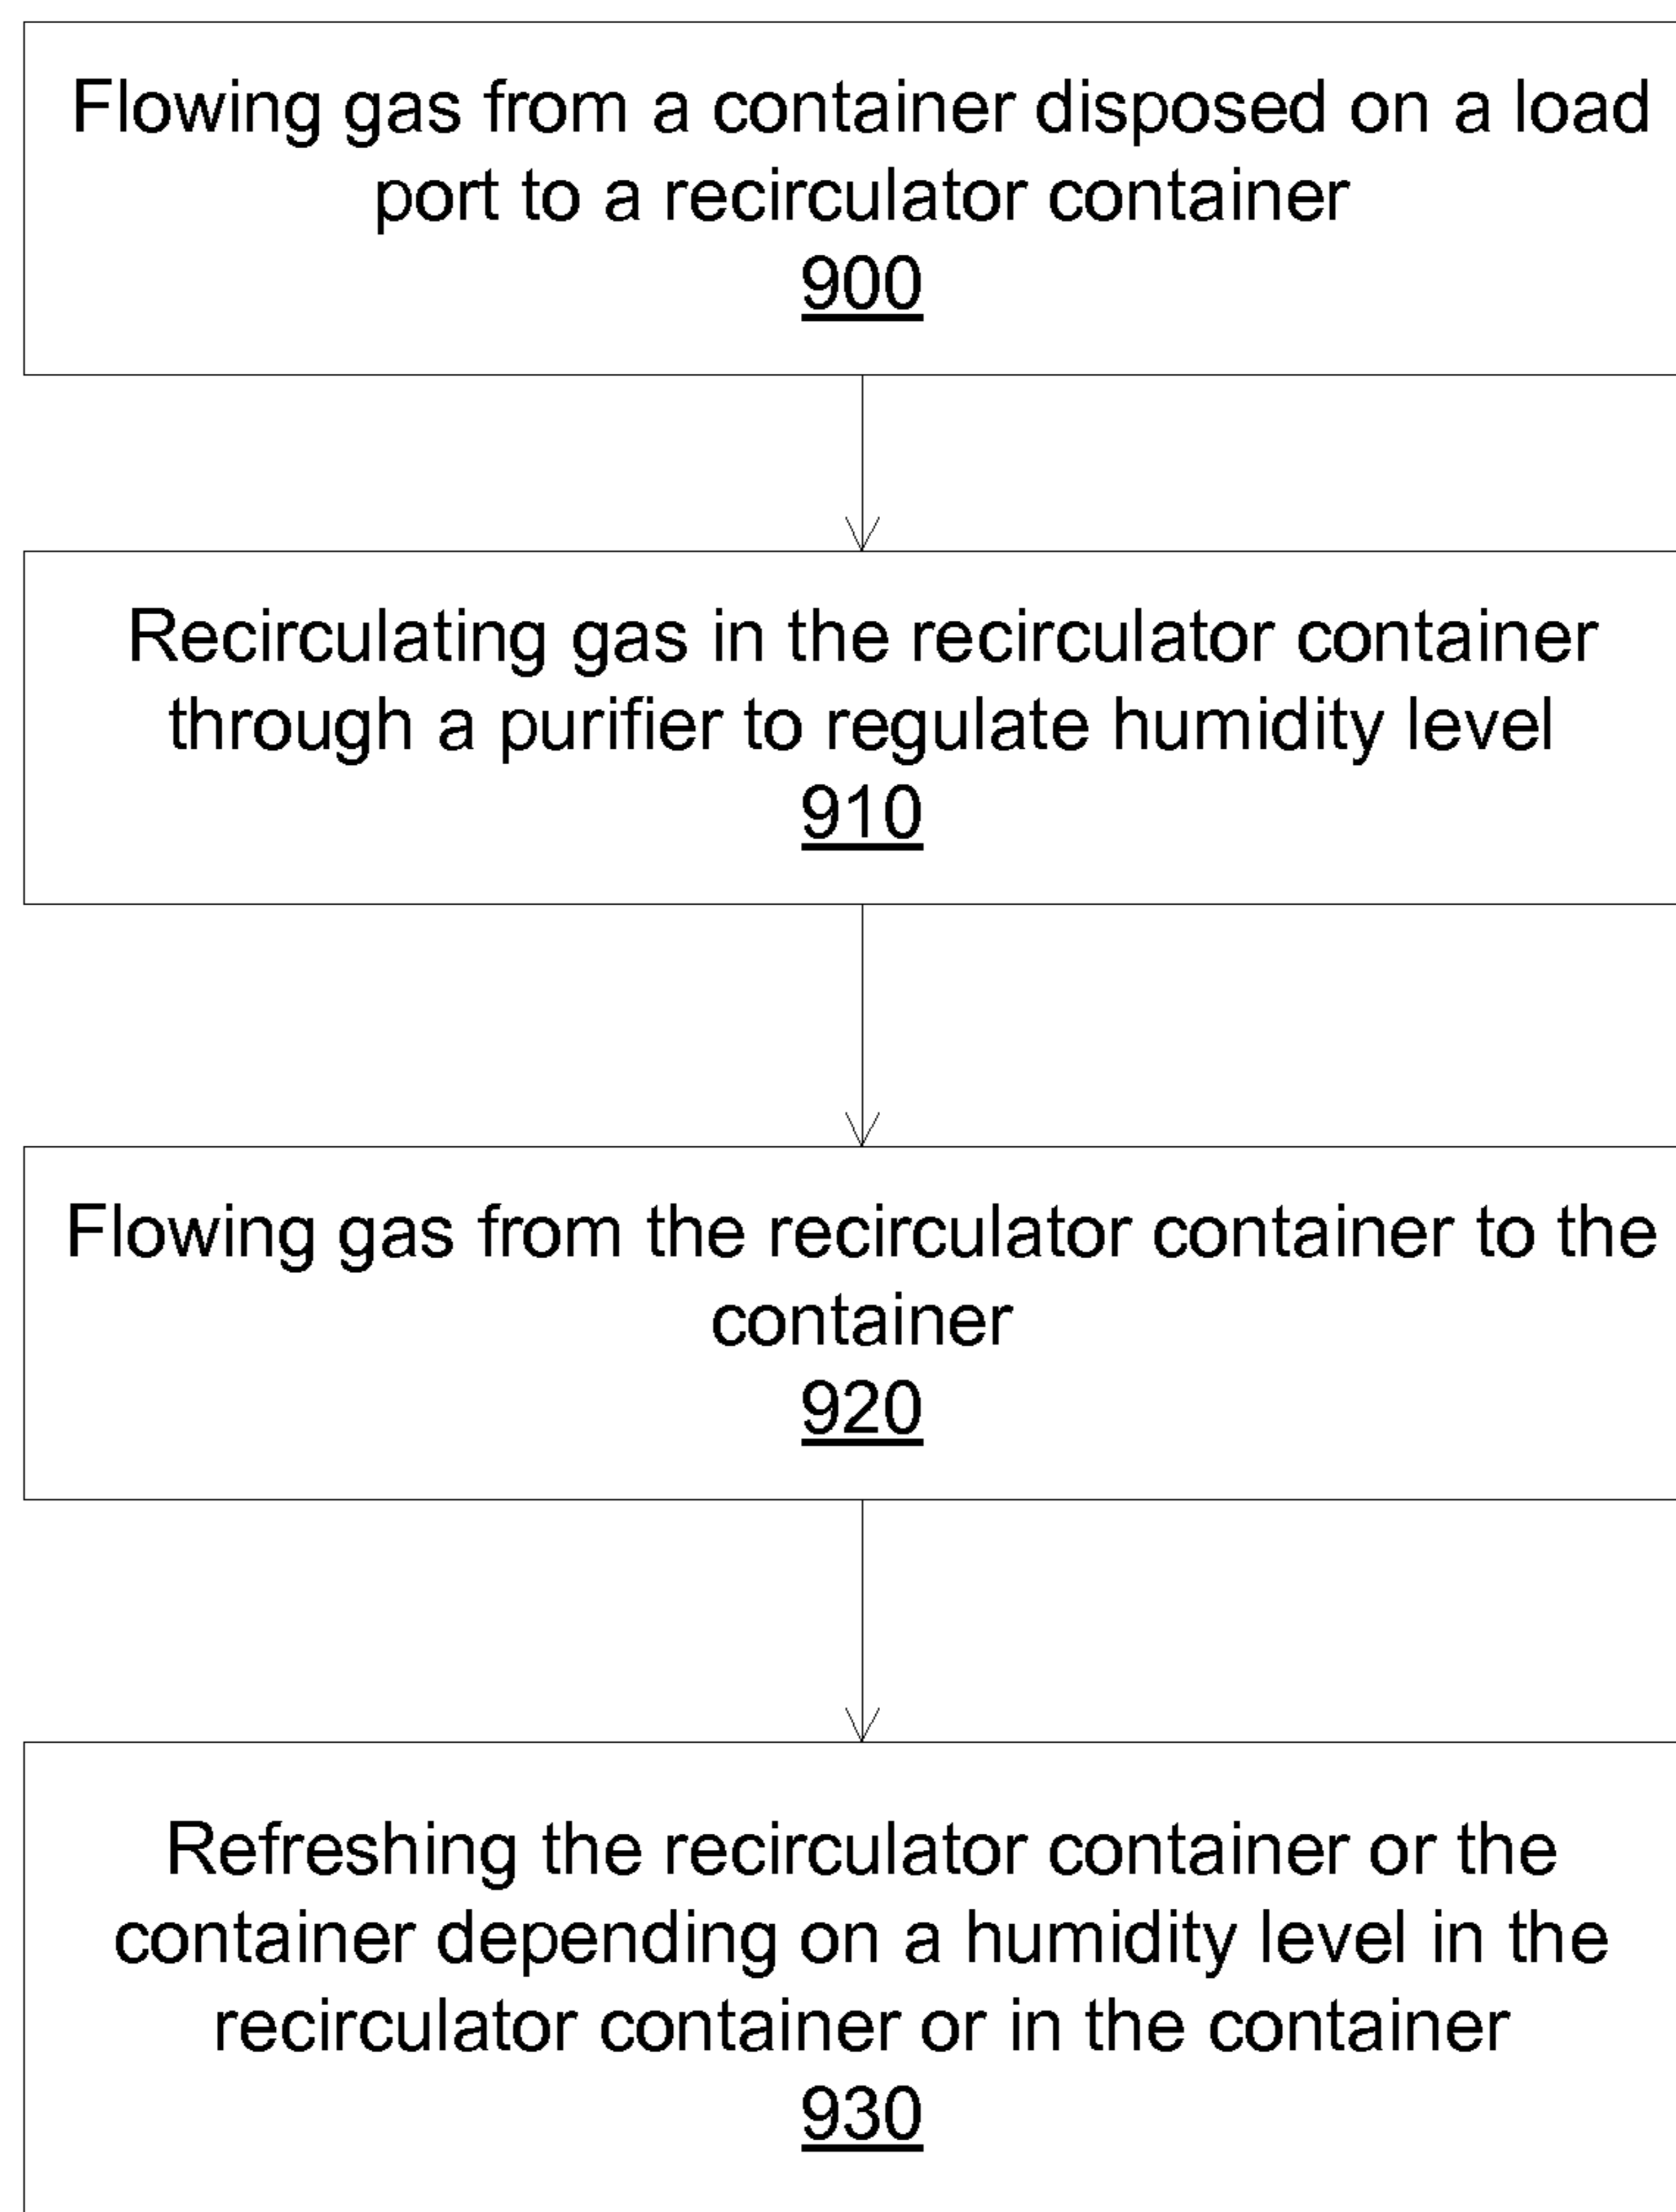 Flowing gas from a container disposed on a load
port to a recirculator container
900
Recirculating gas in the recirculator container
through a purifier to regulate humidity level
910
Flowing gas from the recirculator container to the
container
920
Refreshing the recirculator container or the
container depending on a humidity level in the
recirculator container or in the container
930